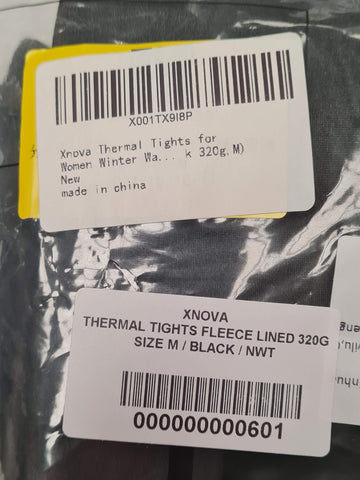 X001TX9I8P
Xnova Thermal Tights for
Women Winter Wa... k 320g,M)
New
made in china
XNOVA
THERMAL TIGHTS FLEECE LINED 320G
SIZE M / BLACK / NWT
000000000601